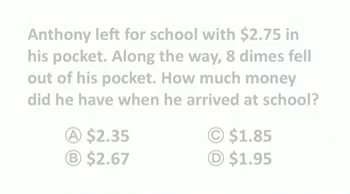 Anthony left for school with $2.75 in
his pocket. Along the way, 8 dimes fell
out of his pocket. How much money
did he have when he arrived at school?
Ⓐ $2.35 Ⓒ $1.85
Ⓑ $2.67 Ⓓ $1.95